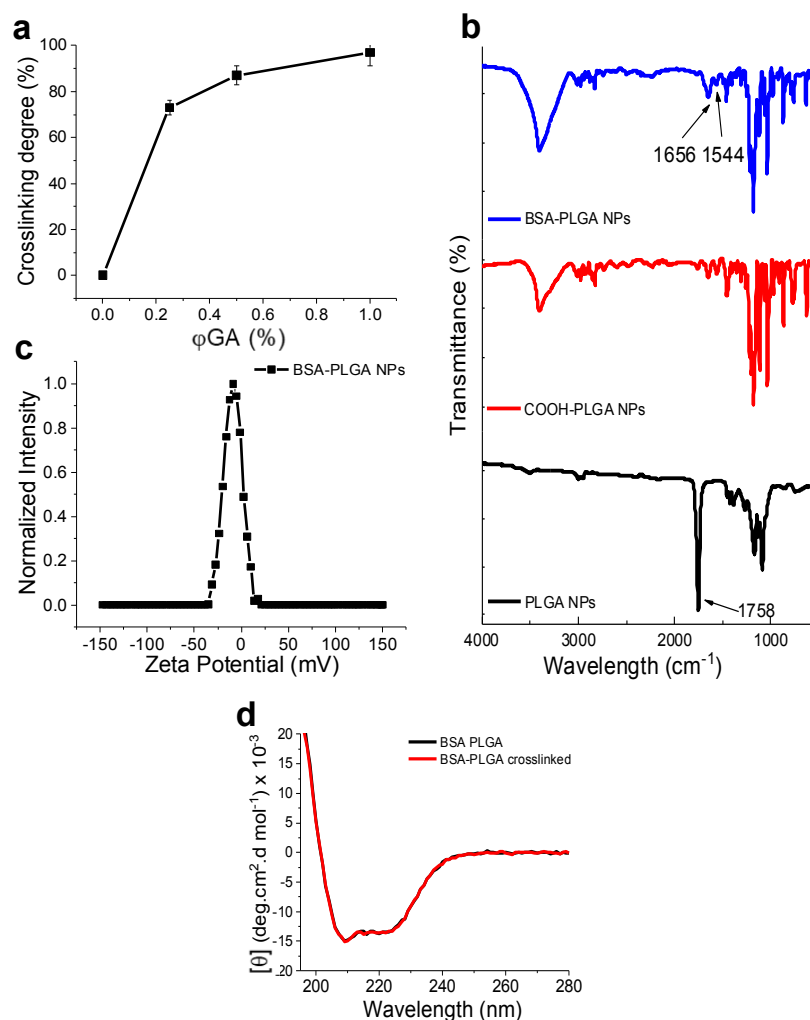 a
Crosslinking degree (%)
100
80
60
40
20
0
0.0 0.2 0.4 0.6 0.8 1.0
φGA (%)
b
Transmittance (%)
1656 1544
BSA-PLGA NPs
COOH-PLGA NPs
PLGA NPs
1758
4000 3000 2000 1000
Wavelength (cm-1)
c
BSA-PLGA NPs
Normalized Intensity
1.0
0.8
0.6
0.4
0.2
0.0
-150 -100 -50 0 50 100 150
Zeta Potential (mV)
d
BSA PLGA
BSA-PLGA crosslinked
[θ] (deg.cm².d mol⁻¹) x 10⁻³
20
15
10
5
0
-5
-10
-15
-20
200 220 240 260 280
Wavelength (nm)